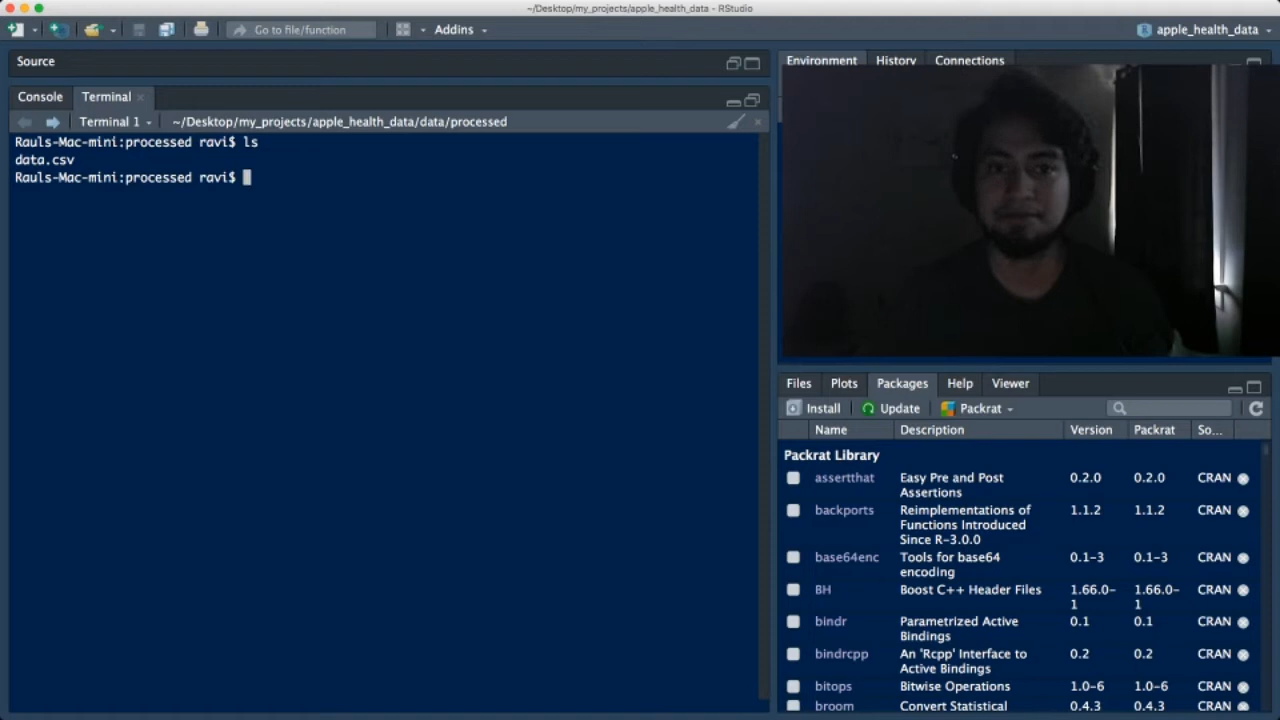 ~/Desktop/my_projects/apple_health_data - RStudio
Go to file/function
Addins
apple_health_data
Source
Console
Terminal
Terminal 1
~/Desktop/my_projects/apple_health_data/data/processed
Rauls-Mac-mini:processed ravi$ ls
data.csv
Rauls-Mac-mini:processed ravi$
Environment
History
Connections
Files
Plots
Packages
Help
Viewer
Install
Update
Packrat
Name
Description
Version
Packrat
So...
Packrat Library
assertthat
Easy Pre and Post
Assertions
0.2.0
0.2.0
CRAN
backports
Reimplementations of
Functions Introduced
Since R-3.0.0
1.1.2
1.1.2
CRAN
base64enc
Tools for base64
encoding
0.1-3
0.1-3
CRAN
BH
Boost C++ Header Files
1.66.0-
1
1.66.0-
1
CRAN
bindr
Parametrized Active
Bindings
0.1
0.1
CRAN
bindrcpp
An 'Rcpp' Interface to
Active Bindings
0.2
0.2
CRAN
bitops
Bitwise Operations
1.0-6
1.0-6
CRAN
broom
Convert Statistical
0.4.3
0.4.3
CRAN